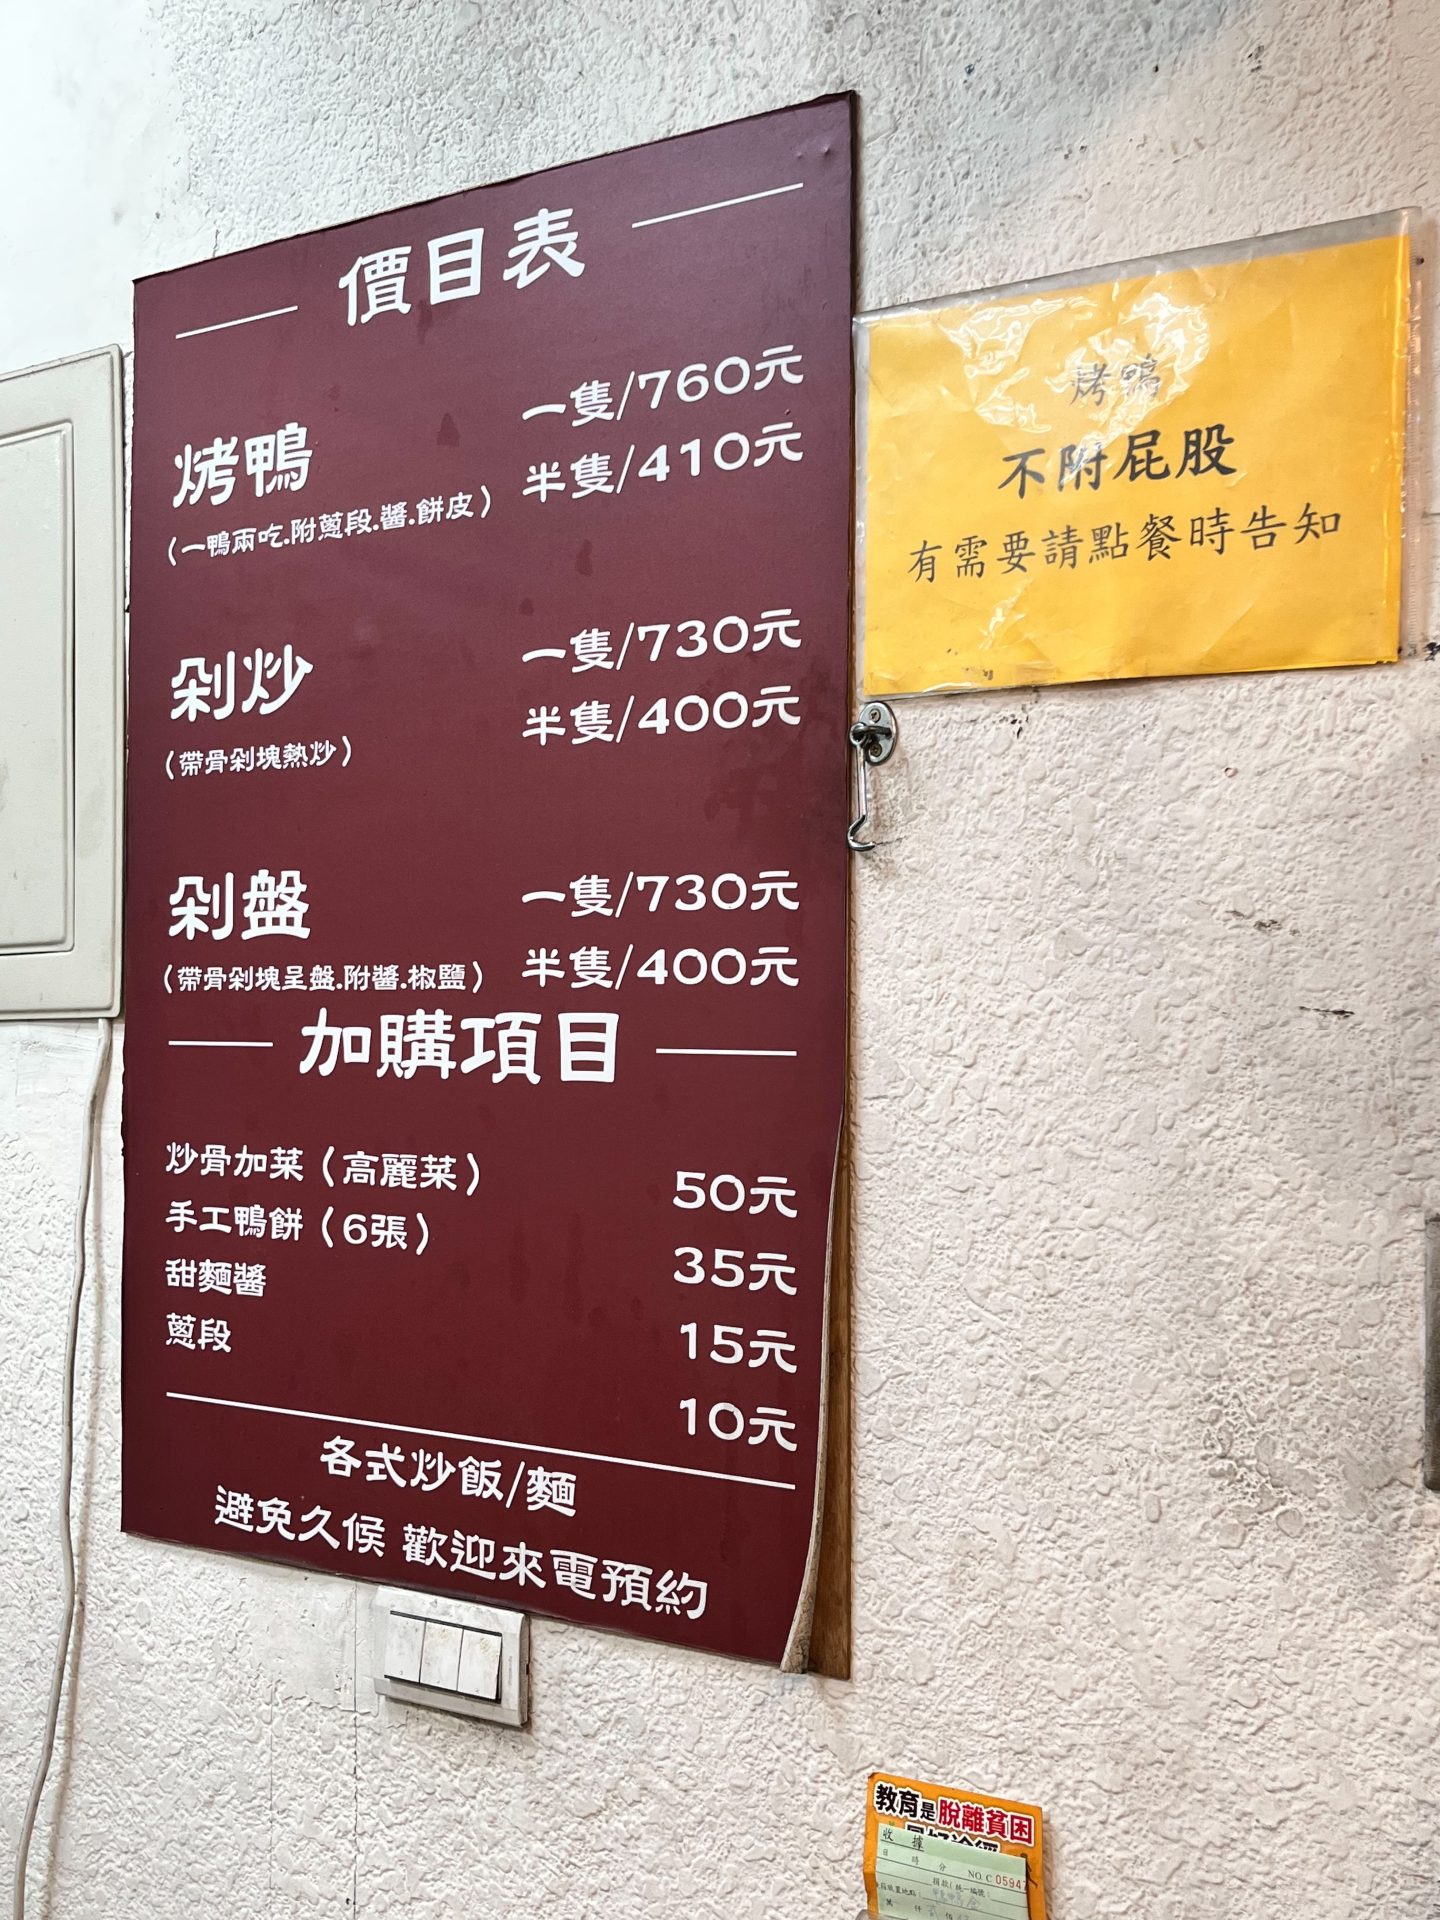 價目表
烤鴨
一隻/760元
半隻/410元
(一鴨兩吃.附蔥段.醬.餅皮)
剁炒
一隻/730元
半隻/400元
(帶骨剁塊熱炒)
剁盤
一隻/730元
半隻/400元
(帶骨剁塊呈盤.附醬.椒鹽)
加購項目
炒骨加菜(高麗菜) 50元
手工鴨餅(6張) 35元
甜麵醬 15元
蔥段 10元
各式炒飯/麵
避免久候 歡迎來電預約
烤鴨
不附屁股
有需要請點餐時告知
教育是脫離貧困
收據
日 時 分
NO. C 05947